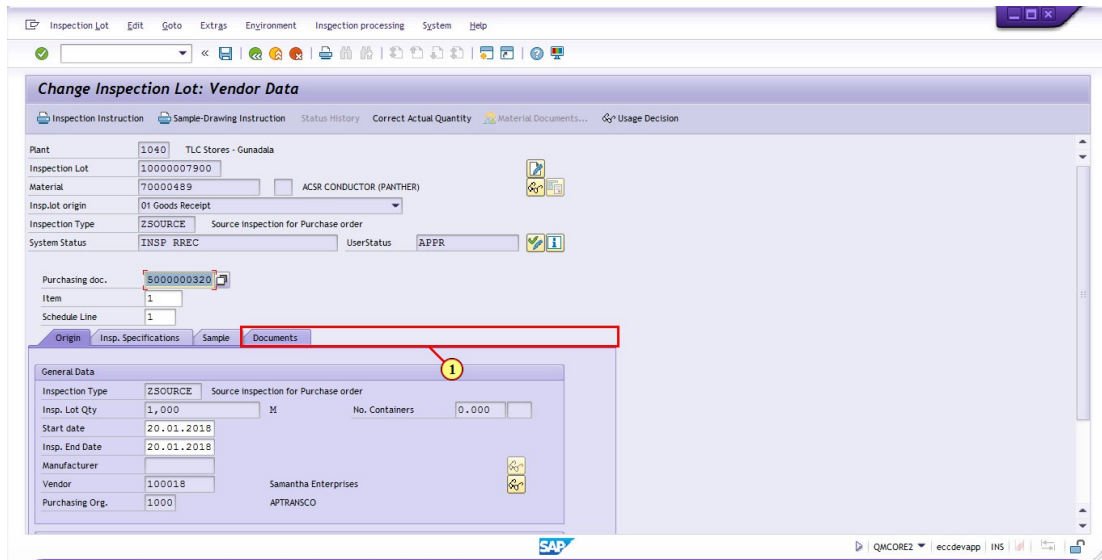 Inspection Lot Edit Goto Extras Environment Inspection processing System Help
Change Inspection Lot: Vendor Data
Inspection Instruction Sample-Drawing Instruction Status History Correct Actual Quantity Material Documents... Usage Decision
Plant 1040 TLC Stores - Gunadala
Inspection Lot 10000007900
Material 70000489 ACSR CONDUCTOR (PANTHER)
Insp.lot origin 01 Goods Receipt
Inspection Type ZSOURCE Source inspection for Purchase order
System Status INSP RREC UserStatus APPR
Purchasing doc. 5000000320
Item 1
Schedule Line 1
Origin Insp. Specifications Sample Documents
1
General Data
Inspection Type ZSOURCE Source inspection for Purchase order
Insp. Lot Qty 1,000 M No. Containers 0.000
Start date 20.01.2018
Insp. End Date 20.01.2018
Manufacturer
Vendor 100018 Samantha Enterprises
Purchasing Org. 1000 APTRANSCO
SAP QMCORE2 eccdevapp INS